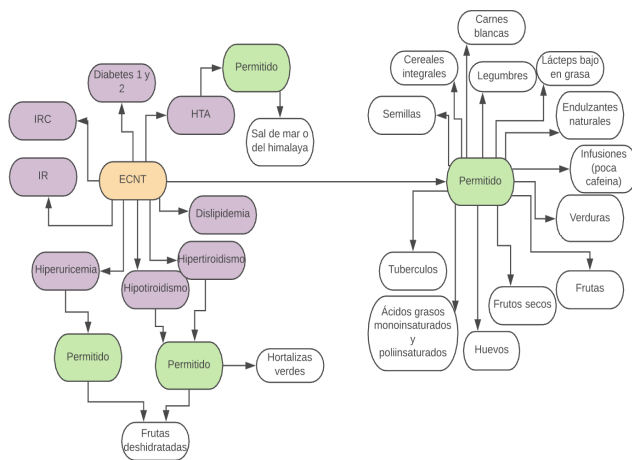 Carnes
blancas
Permitido
Diabetes 1 y
2
Cereales
integrales
Legumbres
Lácteps bajo
en grasa
IRC
HTA
Semillas
Endulzantes
naturales
Sal de mar o
del himalaya
ECNT
Permitido
Infusiones
(poca
cafeina)
IR
Dislipidemia
Verduras
Hiperuricemia
Hipertiroidismo
Hipotiroidismo
Tuberculos
Frutos secos
Frutas
Ácidos grasos
monoinsaturados
y
poliinsaturados
Huevos
Permitido
Permitido
Hortalizas
verdes
Frutas
deshidratadas